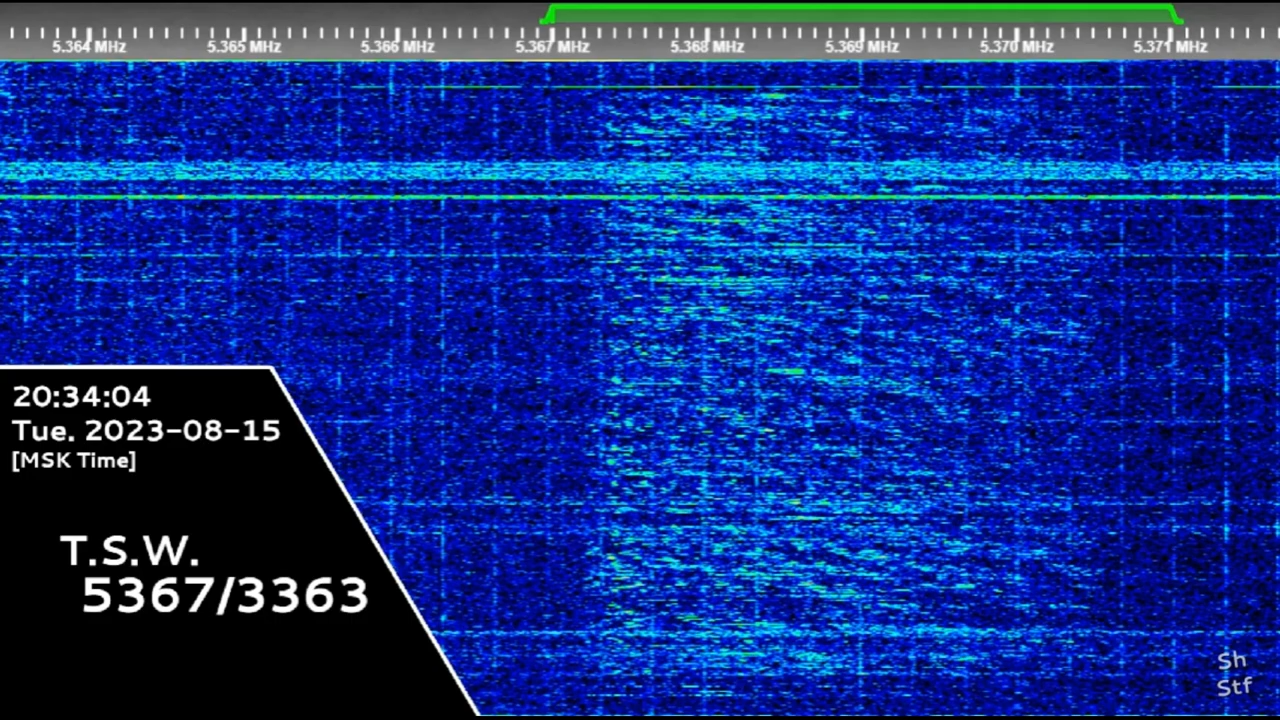 5.364 MHz 5.365 MHz 5.366 MHz 5.367 MHz 5.368 MHz 5.369 MHz 5.370 MHz 5.371 MHz
20:34:04
Tue. 2023-08-15
[MSK Time]
T.S.W.
5367/3363
Sh
Stf